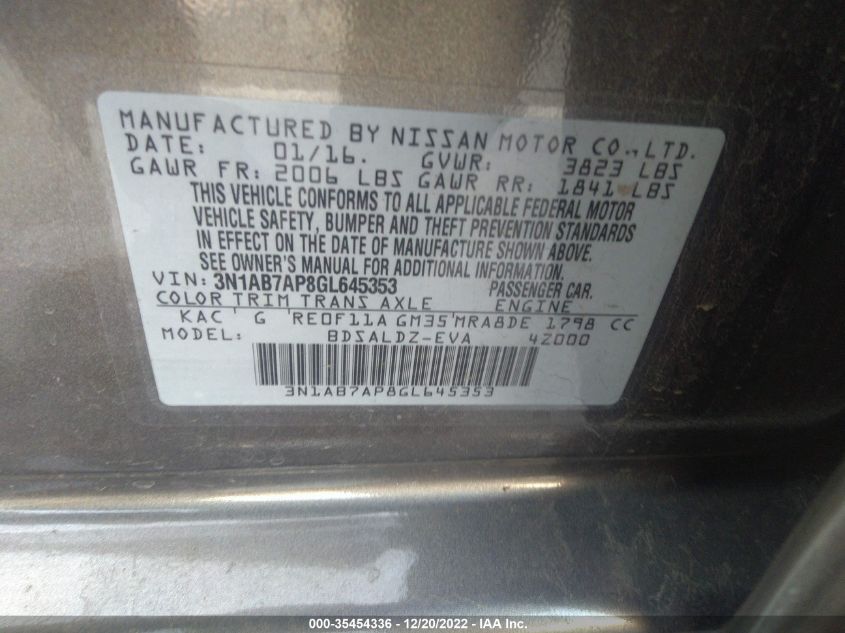 MANUFACTURED BY NISSAN MOTOR CO., LTD.
DATE: 01/16. GVWR: 3823 LBS
GAWR FR: 2006 LBS GAWR RR: 1841 LBS
THIS VEHICLE CONFORMS TO ALL APPLICABLE FEDERAL MOTOR
VEHICLE SAFETY, BUMPER AND THEFT PREVENTION STANDARDS
IN EFFECT ON THE DATE OF MANUFACTURE SHOWN ABOVE.
SEE OWNER'S MANUAL FOR ADDITIONAL INFORMATION
VIN: 3N1AB7AP8GL645353 PASSENGER CAR.
COLOR TRIM TRANS AXLE ENGINE
KAC G RE0F11A GM35 MRA8DE 1798 CC
MODEL: BDSALDZ-EVA 4Z000
3N1AB7AP8GL645353
000-35454336 - 12/20/2022 - IAA Inc.